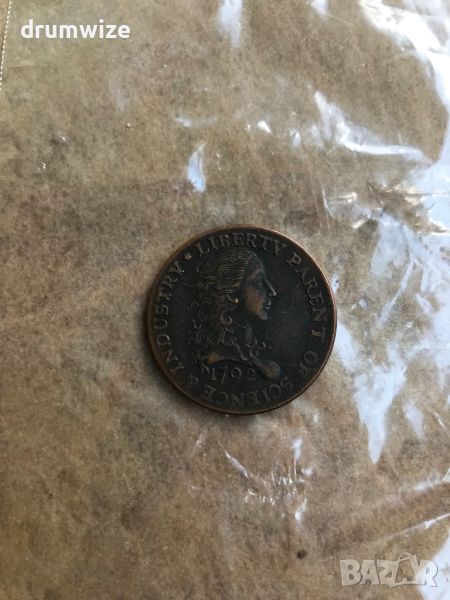 drumwize
LIBERTY PARENT OF SCIENCE & INDUSTRY
1792
BAZAR